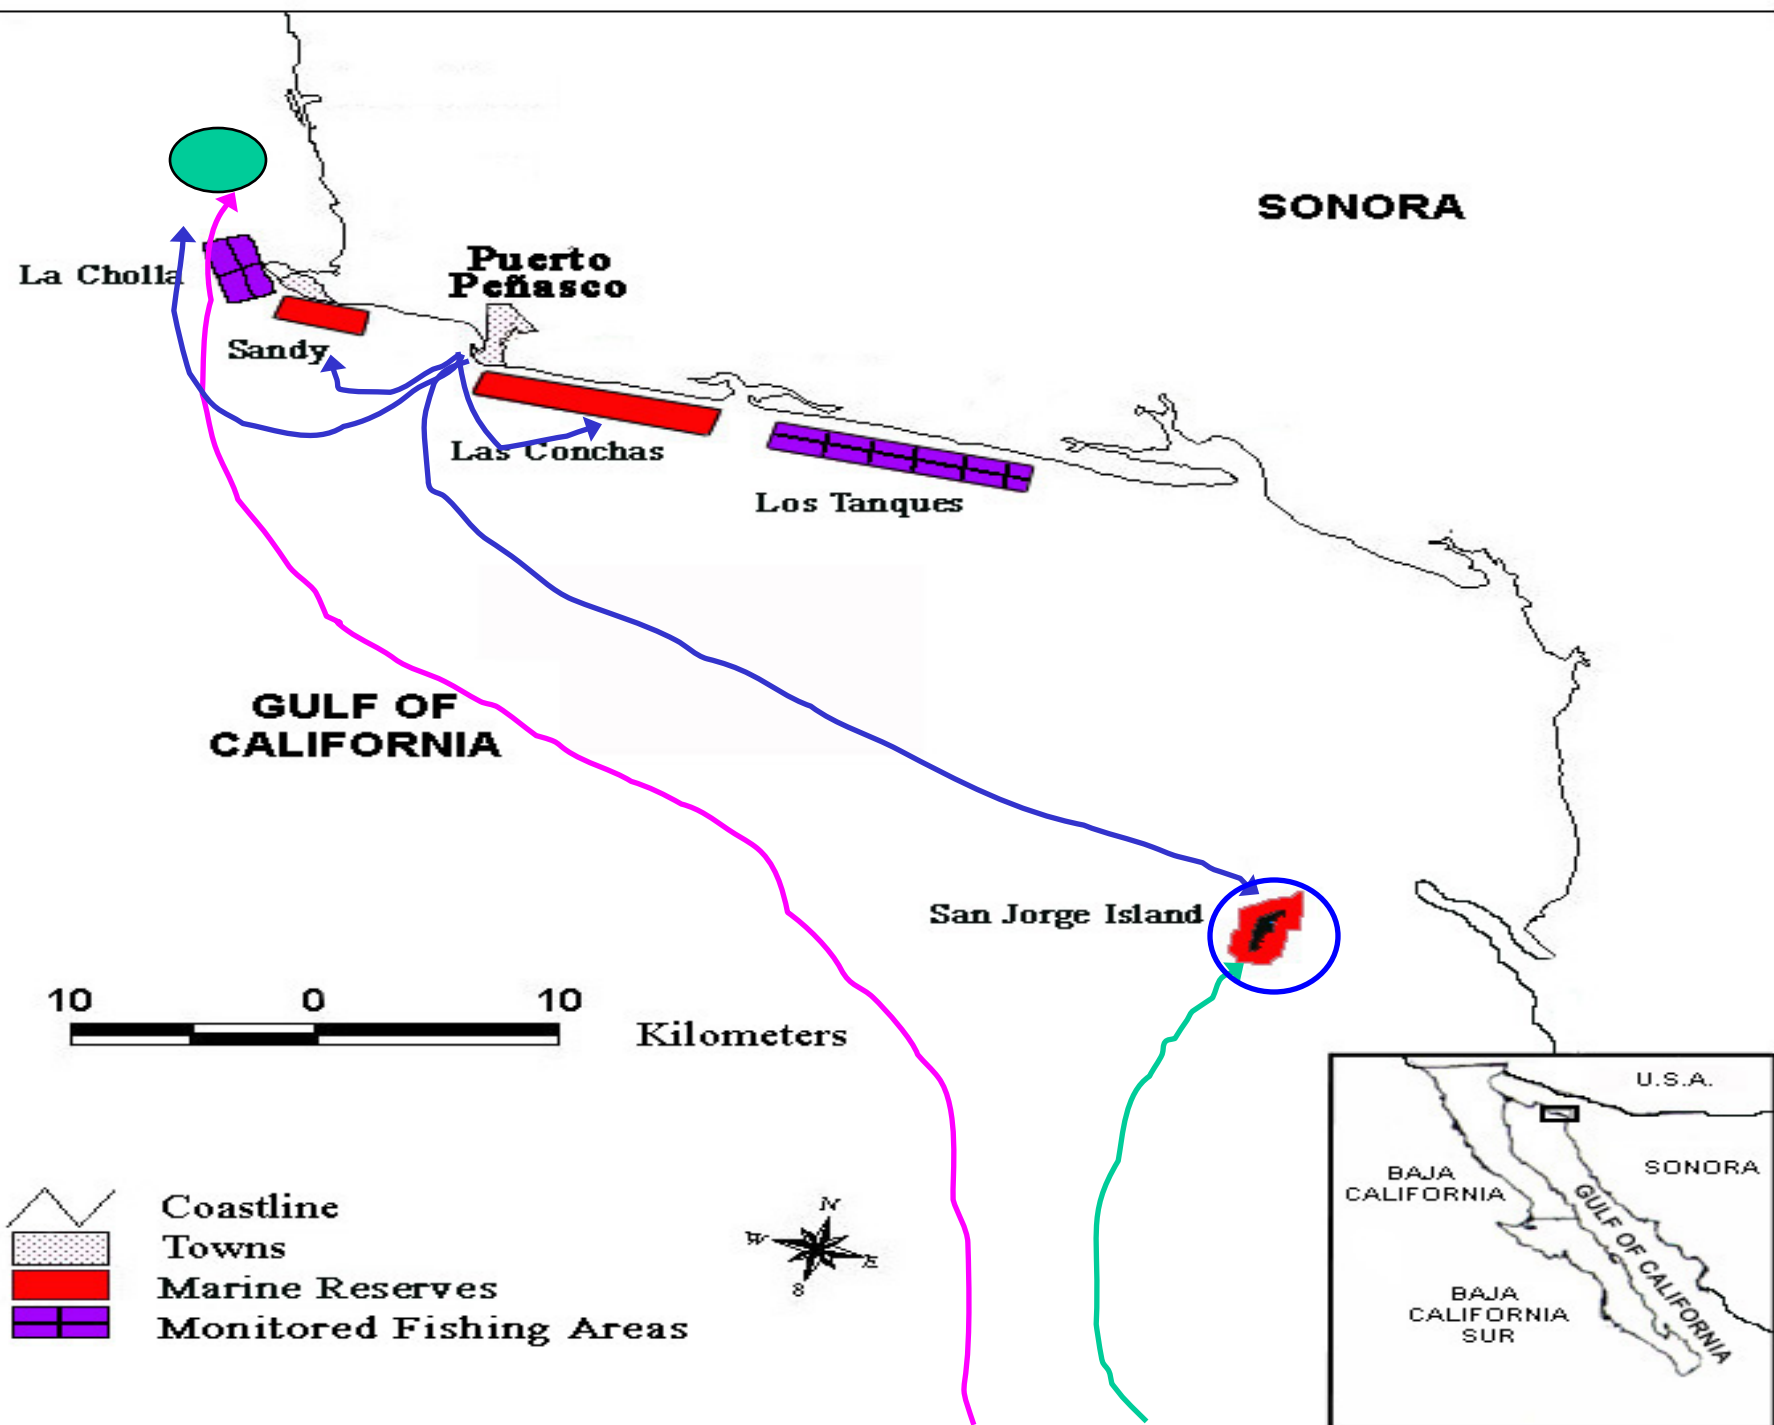 SONORA
Puerto
Peñasco
La Cholla
Sandy
Las Conchas
Los Tanques
GULF OF
CALIFORNIA
San Jorge Island
10 0 10
Kilometers
Coastline
Towns
Marine Reserves
Monitored Fishing Areas
N
W
E
S
U.S.A.
BAJA
CALIFORNIA
SONORA
GULF OF CALIFORNIA
BAJA
CALIFORNIA
SUR